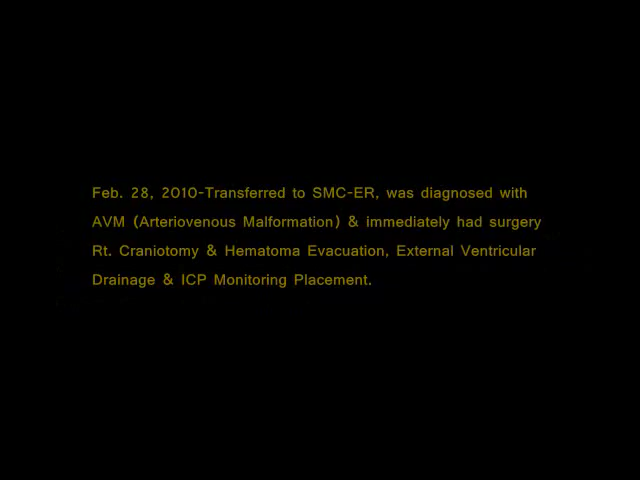 Feb. 28, 2010-Transferred to SMC-ER, was diagnosed with
AVM (Arteriovenous Malformation) & immediately had surgery
Rt. Craniotomy & Hematoma Evacuation, External Ventricular
Drainage & ICP Monitoring Placement.